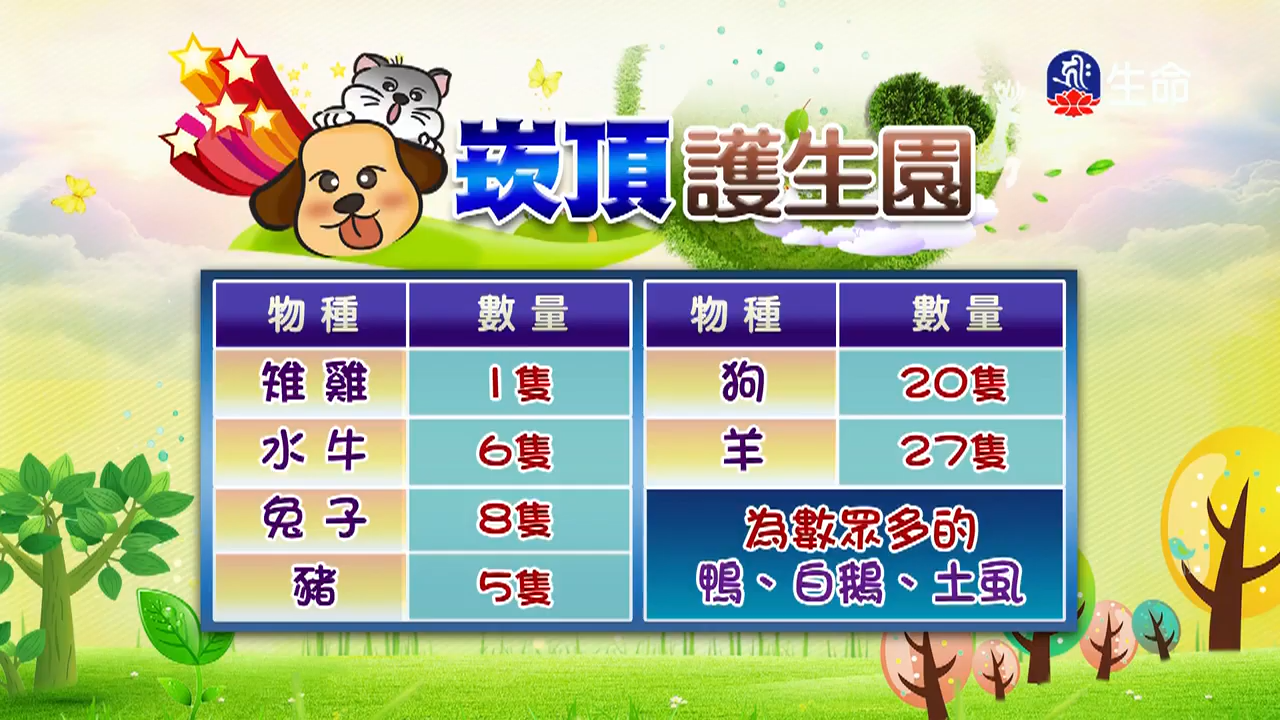 生命
崁頂護生園
物種 數量 物種 數量
雉雞 1隻 狗 20隻
水牛 6隻 羊 27隻
兔子 8隻
豬 5隻
為數眾多的
鴨、白鵝、土虱